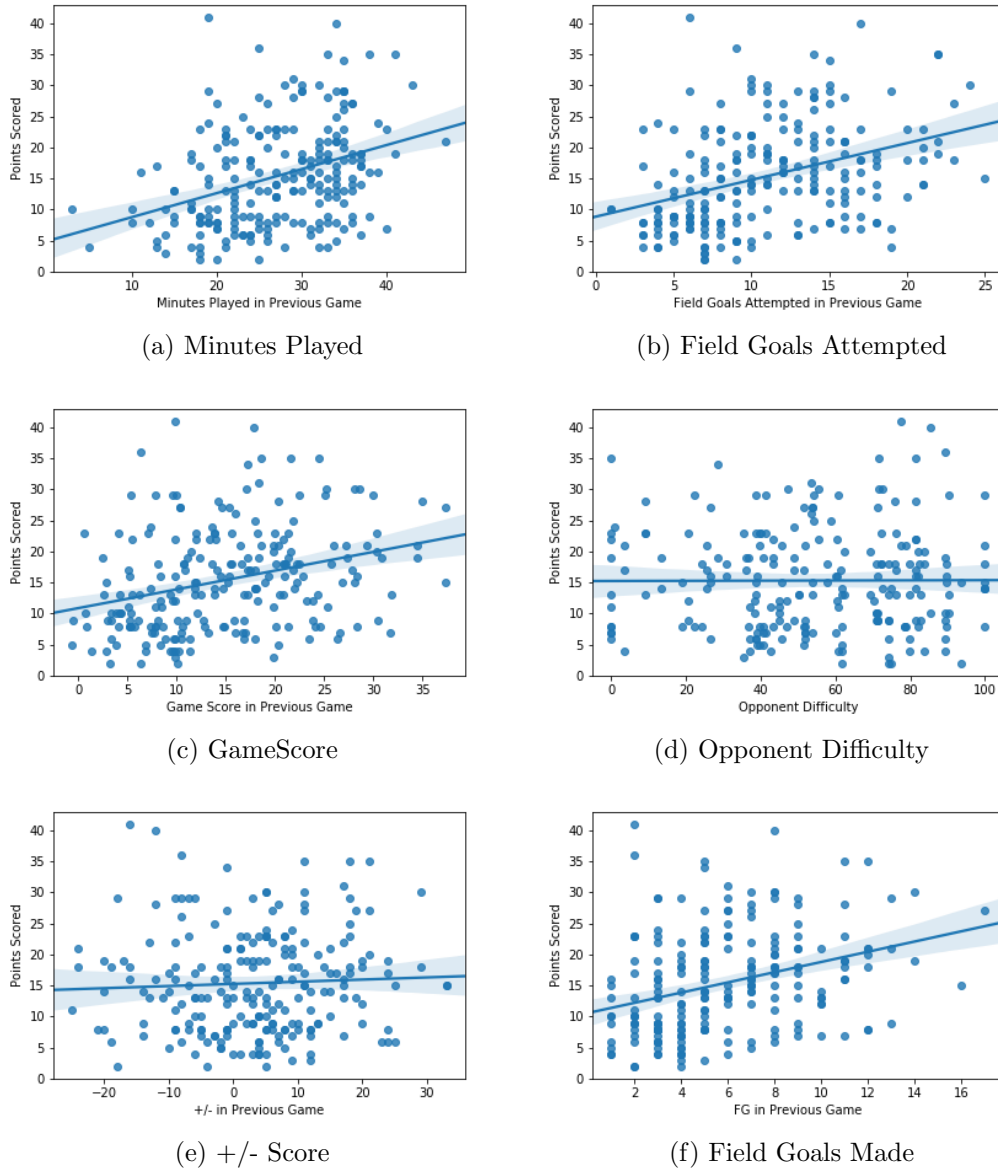 40
35
30
25
20
15
10
5
0
Points Scored
10 20 30 40
Minutes Played in Previous Game
(a) Minutes Played
40
35
30
25
20
15
10
5
0
Points Scored
0 5 10 15 20 25
Field Goals Attempted in Previous Game
(b) Field Goals Attempted
40
35
30
25
20
15
10
5
0
Points Scored
0 5 10 15 20 25 30 35
Game Score in Previous Game
(c) GameScore
40
35
30
25
20
15
10
5
0
Points Scored
0 20 40 60 80 100
Opponent Difficulty
(d) Opponent Difficulty
40
35
30
25
20
15
10
5
0
Points Scored
−20 −10 0 10 20 30
+/- in Previous Game
(e) +/- Score
40
35
30
25
20
15
10
5
0
Points Scored
2 4 6 8 10 12 14 16
FG in Previous Game
(f) Field Goals Made